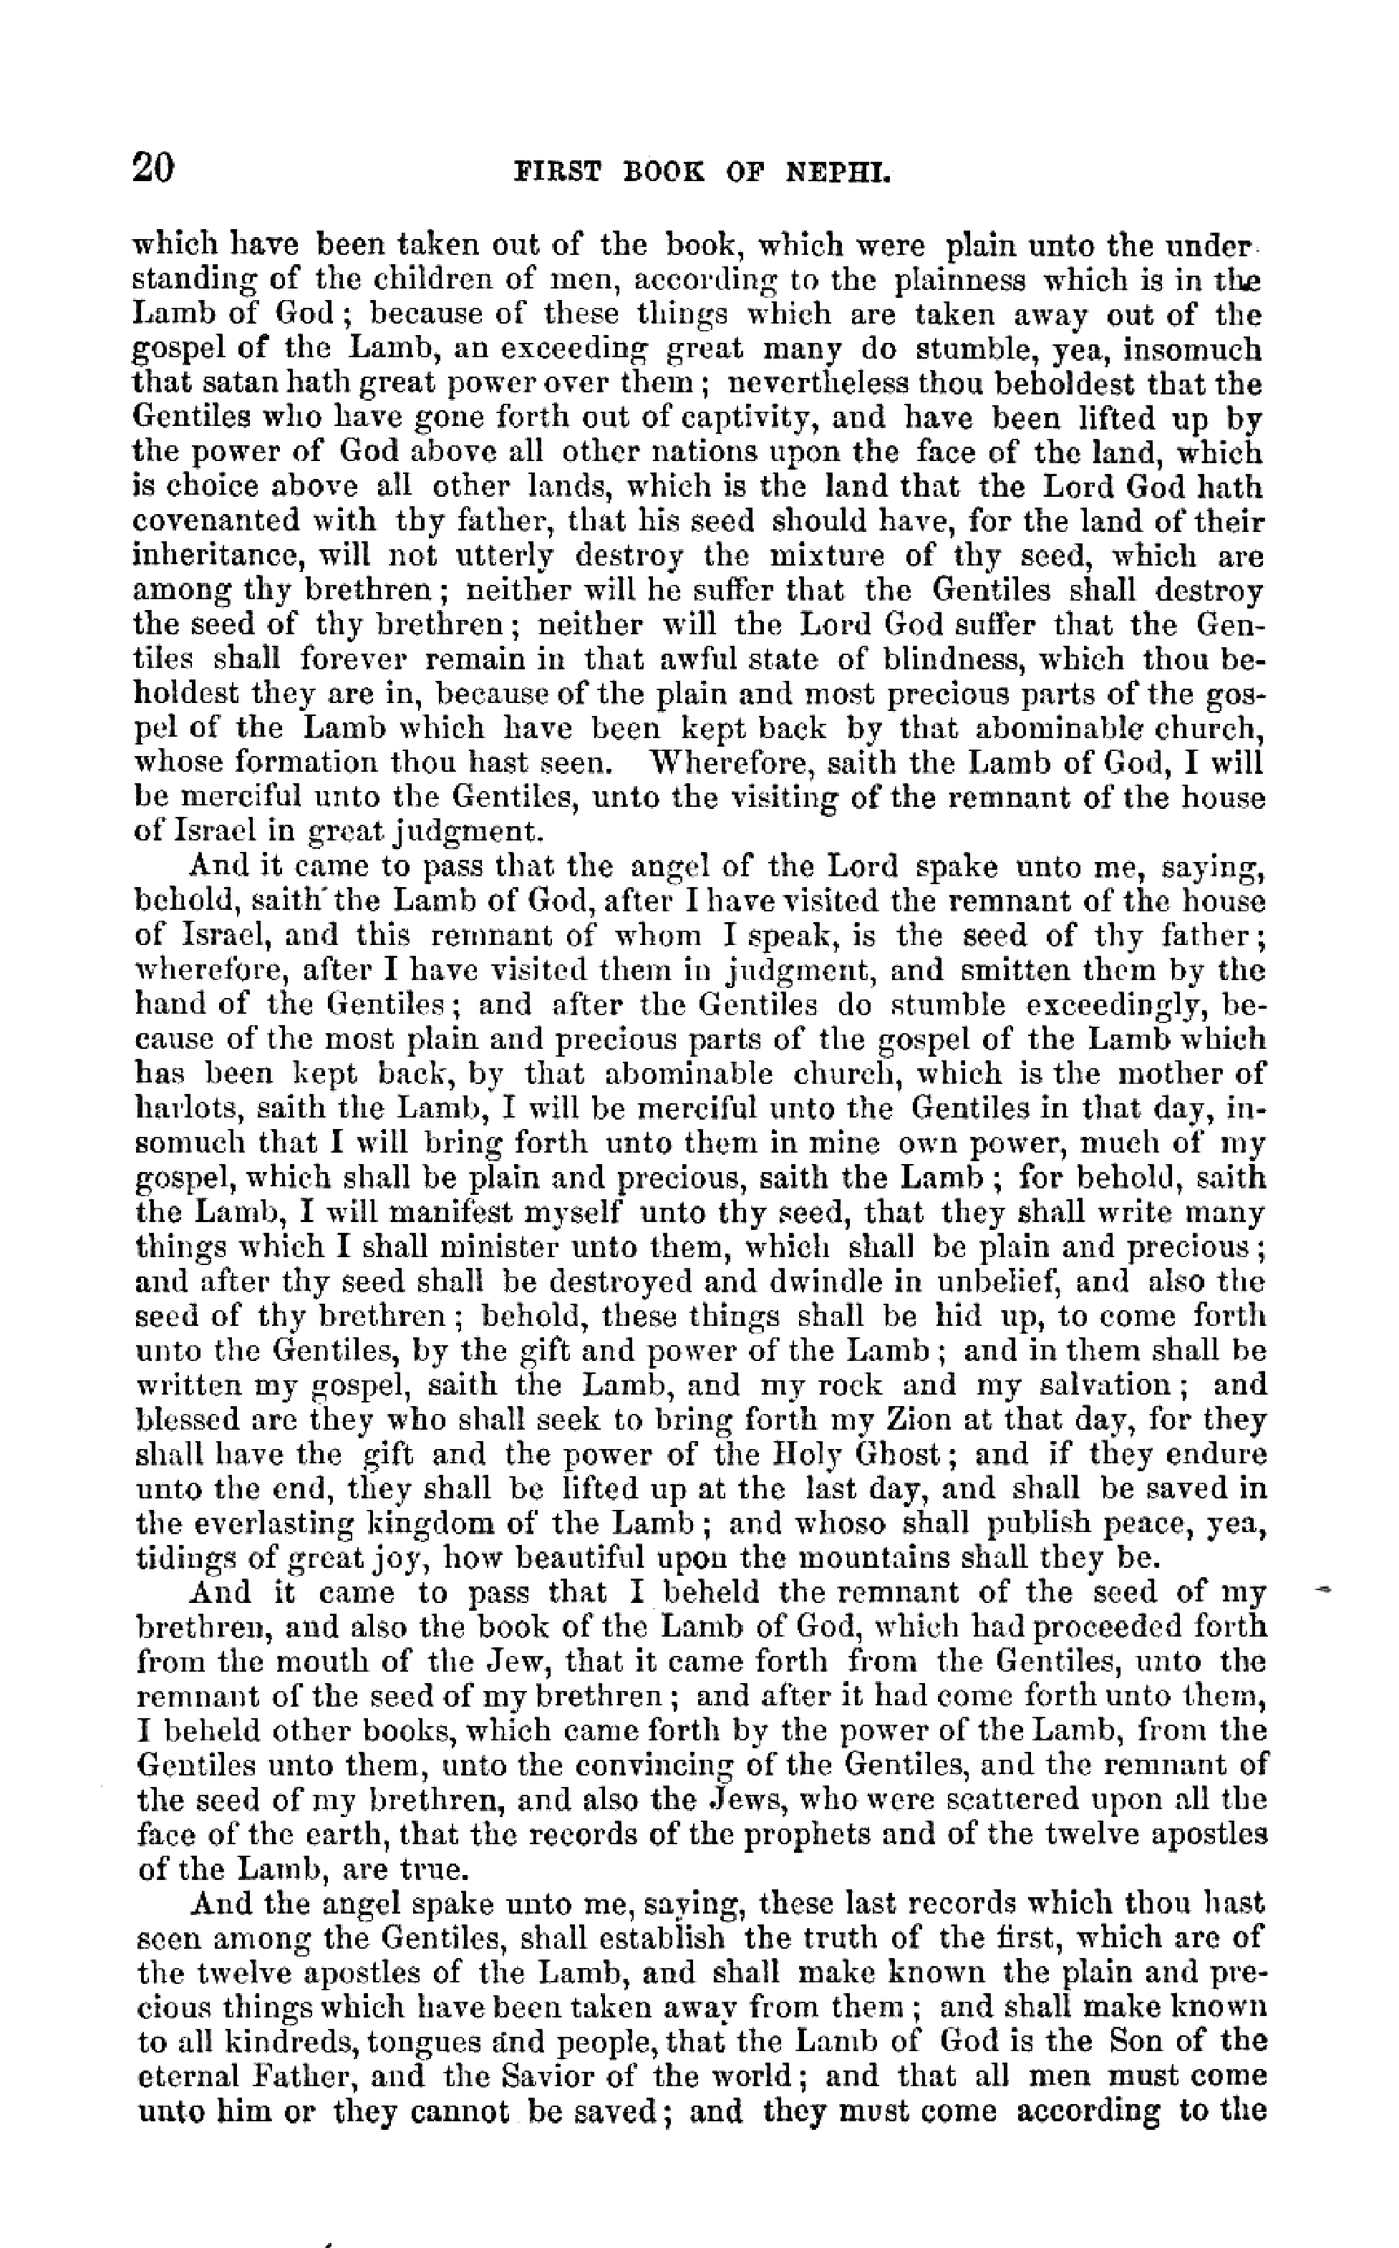 20 FIRST BOOK OF NEPHI.
which have been taken out of the book, which were plain unto the under-
standing of the children of men, according to the plainness which is in the
Lamb of God; because of these things which are taken away out of the
gospel of the Lamb, an exceeding great many do stumble, yea, insomuch
that satan hath great power over them; nevertheless thou beholdest that the
Gentiles who have gone forth out of captivity, and have been lifted up by
the power of God above all other nations upon the face of the land, which
is choice above all other lands, which is the land that the Lord God hath
covenanted with thy father, that his seed should have, for the land of their
inheritance, will not utterly destroy the mixture of thy seed, which are
among thy brethren; neither will he suffer that the Gentiles shall destroy
the seed of thy brethren; neither will the Lord God suffer that the Gen-
tiles shall forever remain in that awful state of blindness, which thou be-
holdest they are in, because of the plain and most precious parts of the gos-
pel of the Lamb which have been kept back by that abominable church,
whose formation thou hast seen. Wherefore, saith the Lamb of God, I will
be merciful unto the Gentiles, unto the visiting of the remnant of the house
of Israel in great judgment.
And it came to pass that the angel of the Lord spake unto me, saying,
behold, saith the Lamb of God, after I have visited the remnant of the house
of Israel, and this remnant of whom I speak, is the seed of thy father;
wherefore, after I have visited them in judgment, and smitten them by the
hand of the Gentiles; and after the Gentiles do stumble exceedingly, be-
cause of the most plain and precious parts of the gospel of the Lamb which
has been kept back, by that abominable church, which is the mother of
harlots, saith the Lamb, I will be merciful unto the Gentiles in that day, in-
somuch that I will bring forth unto them in mine own power, much of my
gospel, which shall be plain and precious, saith the Lamb; for behold, saith
the Lamb, I will manifest myself unto thy seed, that they shall write many
things which I shall minister unto them, which shall be plain and precious;
and after thy seed shall be destroyed and dwindle in unbelief, and also the
seed of thy brethren; behold, these things shall be hid up, to come forth
unto the Gentiles, by the gift and power of the Lamb; and in them shall be
written my gospel, saith the Lamb, and my rock and my salvation; and
blessed are they who shall seek to bring forth my Zion at that day, for they
shall have the gift and the power of the Holy Ghost; and if they endure
unto the end, they shall be lifted up at the last day, and shall be saved in
the everlasting kingdom of the Lamb; and whoso shall publish peace, yea,
tidings of great joy, how beautiful upon the mountains shall they be.
And it came to pass that I beheld the remnant of the seed of my
brethren, and also the book of the Lamb of God, which had proceeded forth
from the mouth of the Jew, that it came forth from the Gentiles, unto the
remnant of the seed of my brethren; and after it had come forth unto them,
I beheld other books, which came forth by the power of the Lamb, from the
Gentiles unto them, unto the convincing of the Gentiles, and the remnant of
the seed of my brethren, and also the Jews, who were scattered upon all the
face of the earth, that the records of the prophets and of the twelve apostles
of the Lamb, are true.
And the angel spake unto me, saying, these last records which thou hast
seen among the Gentiles, shall establish the truth of the first, which are of
the twelve apostles of the Lamb, and shall make known the plain and pre-
cious things which have been taken away from them; and shall make known
to all kindreds, tongues and people, that the Lamb of God is the Son of the
eternal Father, and the Savior of the world; and that all men must come
unto him or they cannot be saved; and they must come according to the